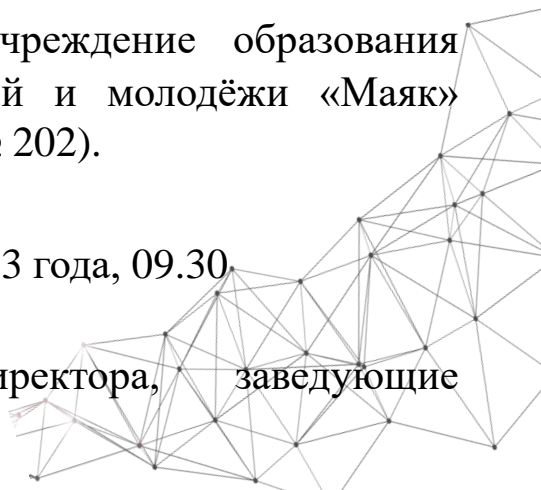 чреждение образования
й и молодёжи «Маяк»
202).
3 года, 09.30
иректора, заведующие